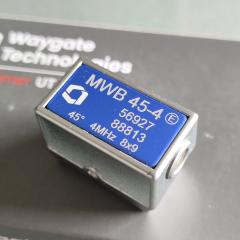 Waygate
Technologies
UT
MWB 45-4 E
56927
88813
45° 4MHz 8x9